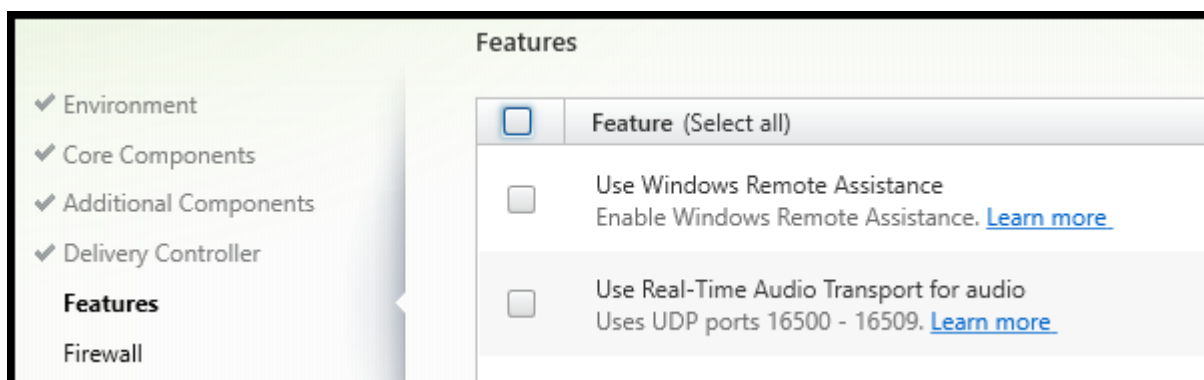 Features
Environment
Core Components
Additional Components
Delivery Controller
Features
Firewall
Feature (Select all)
Use Windows Remote Assistance
Enable Windows Remote Assistance. Learn more
Use Real-Time Audio Transport for audio
Uses UDP ports 16500 - 16509. Learn more